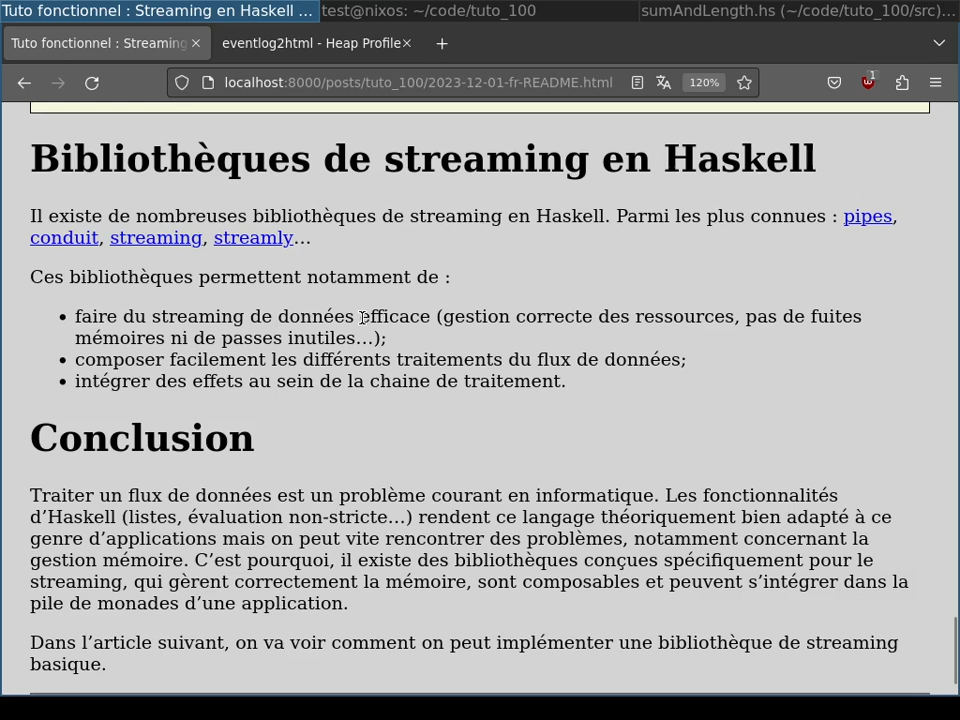 Tuto fonctionnel : Streaming en Haskell ...
test@nixos: ~/code/tuto_100
sumAndLength.hs (~/code/tuto_100/src)...
Tuto fonctionnel : Streaming
eventlog2html - Heap Profile
localhost:8000/posts/tuto_100/2023-12-01-fr-README.html
120%
1
Bibliothèques de streaming en Haskell
Il existe de nombreuses bibliothèques de streaming en Haskell. Parmi les plus connues : pipes,
conduit, streaming, streamly…
Ces bibliothèques permettent notamment de :
• faire du streaming de données efficace (gestion correcte des ressources, pas de fuites
mémoires ni de passes inutiles…);
• composer facilement les différents traitements du flux de données;
• intégrer des effets au sein de la chaine de traitement.
Conclusion
Traiter un flux de données est un problème courant en informatique. Les fonctionnalités
d’Haskell (listes, évaluation non-stricte…) rendent ce langage théoriquement bien adapté à ce
genre d’applications mais on peut vite rencontrer des problèmes, notamment concernant la
gestion mémoire. C’est pourquoi, il existe des bibliothèques conçues spécifiquement pour le
streaming, qui gèrent correctement la mémoire, sont composables et peuvent s’intégrer dans la
pile de monades d’une application.
Dans l’article suivant, on va voir comment on peut implémenter une bibliothèque de streaming
basique.